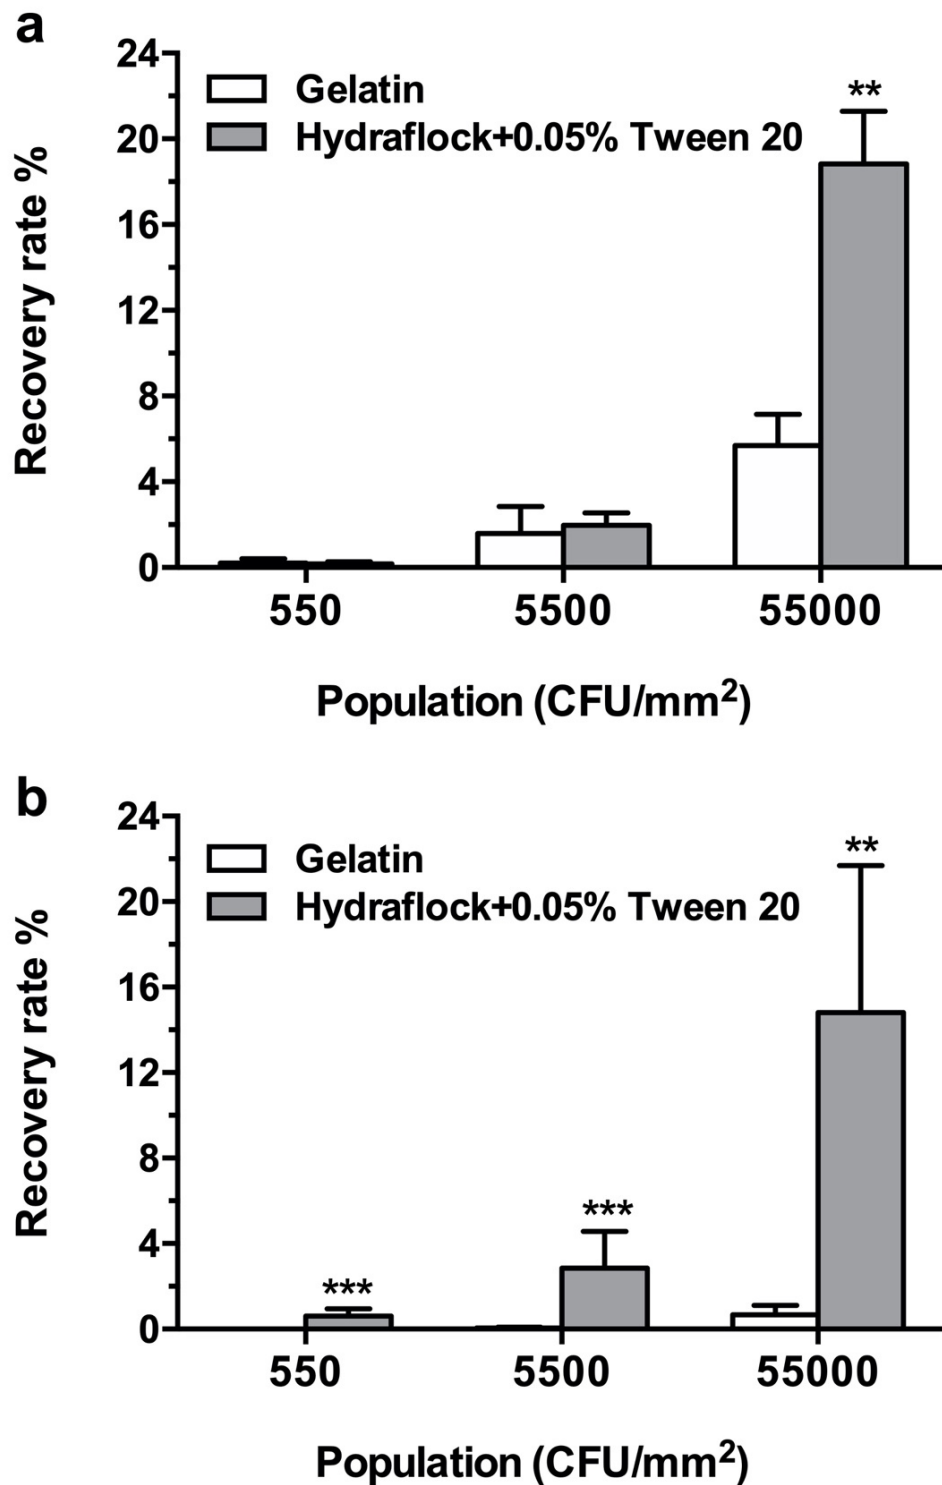 a
24
20
16
12
8
4
0
Recovery rate %
Gelatin
Hydraflock+0.05% Tween 20
**
550 5500 55000
Population (CFU/mm²)
b
24
20
16
12
8
4
0
Recovery rate %
Gelatin
Hydraflock+0.05% Tween 20
**
***
***
550 5500 55000
Population (CFU/mm²)